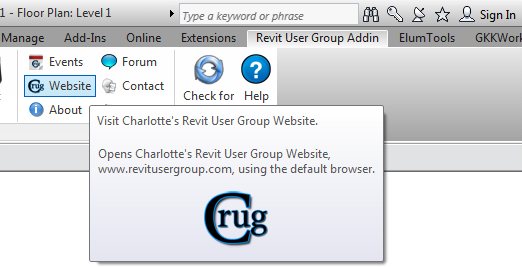 1 - Floor Plan: Level 1
Type a keyword or phrase
Sign In
Manage Add-Ins Online Extensions Revit User Group Addin ElumTools GKKWork
Events Forum
Crug Website Contact
About
Check for Help
Visit Charlotte's Revit User Group Website.
Opens Charlotte's Revit User Group Website,
www.revitusergroup.com, using the default browser.
Crug